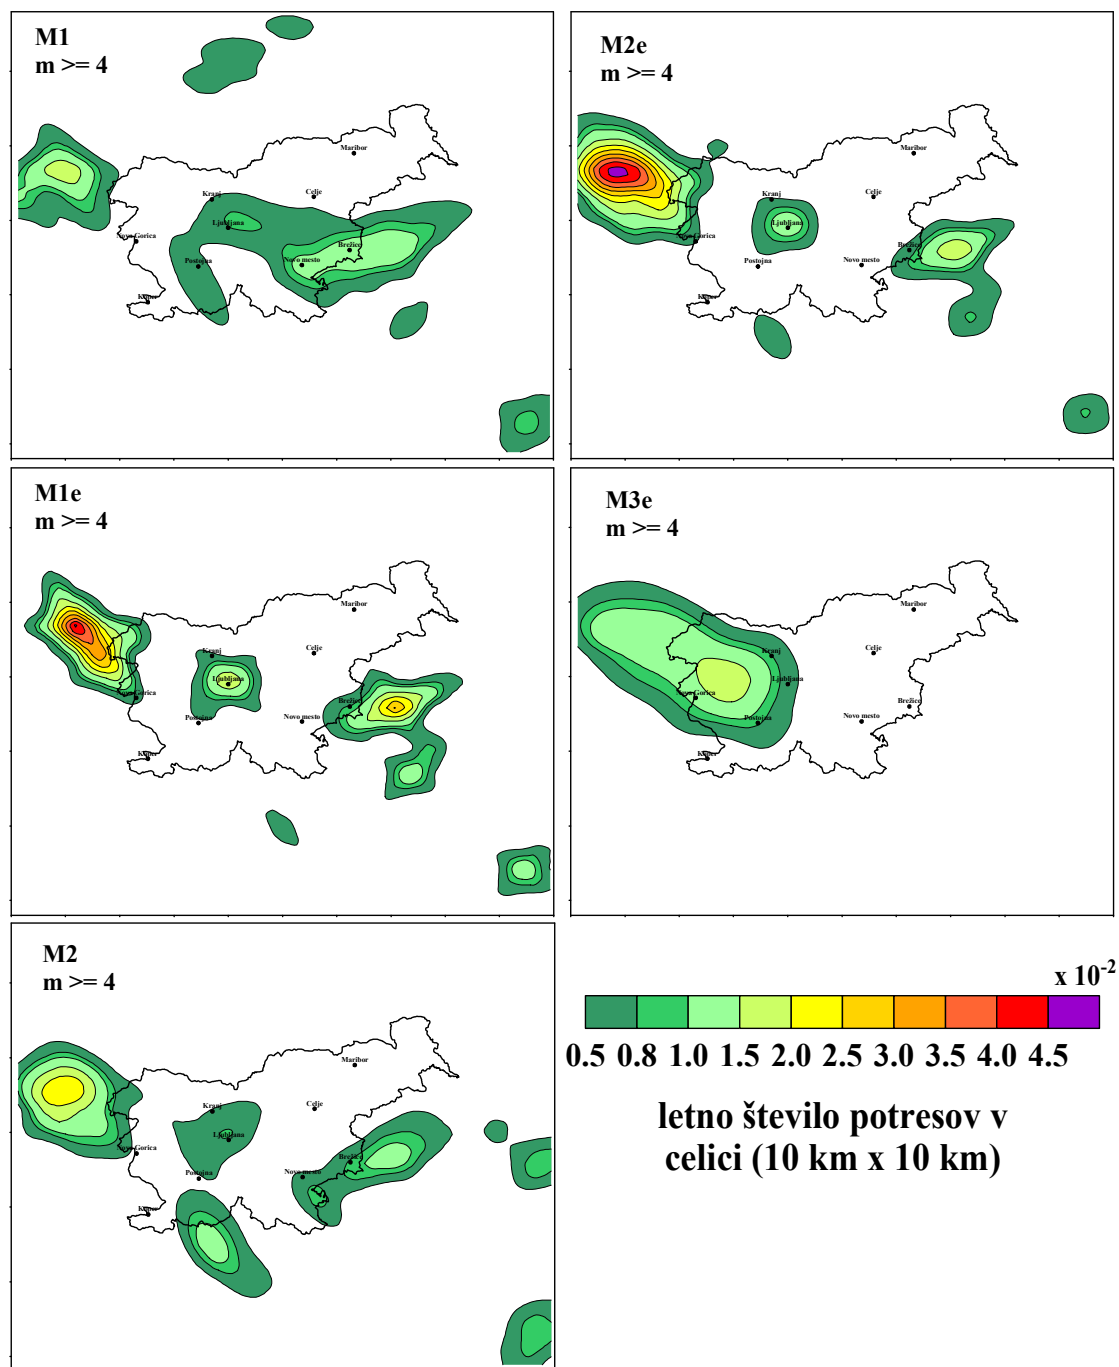 M1
m >= 4
Maribor
Kranj
Celje
Ljubljana
Nova Gorica
Brežice
Postojna
Novo mesto
Koper
M2e
m >= 4
Maribor
Kranj
Celje
Ljubljana
Nova Gorica
Brežice
Postojna
Novo mesto
Koper
M1e
m >= 4
Maribor
Kranj
Celje
Ljubljana
Nova Gorica
Brežice
Postojna
Novo mesto
Koper
M3e
m >= 4
Maribor
Kranj
Celje
Ljubljana
Nova Gorica
Brežice
Postojna
Novo mesto
Koper
M2
m >= 4
Maribor
Kranj
Celje
Ljubljana
Nova Gorica
Brežice
Postojna
Novo mesto
Koper
x 10⁻²
0.5 0.8 1.0 1.5 2.0 2.5 3.0 3.5 4.0 4.5
letno število potresov v
celici (10 km x 10 km)